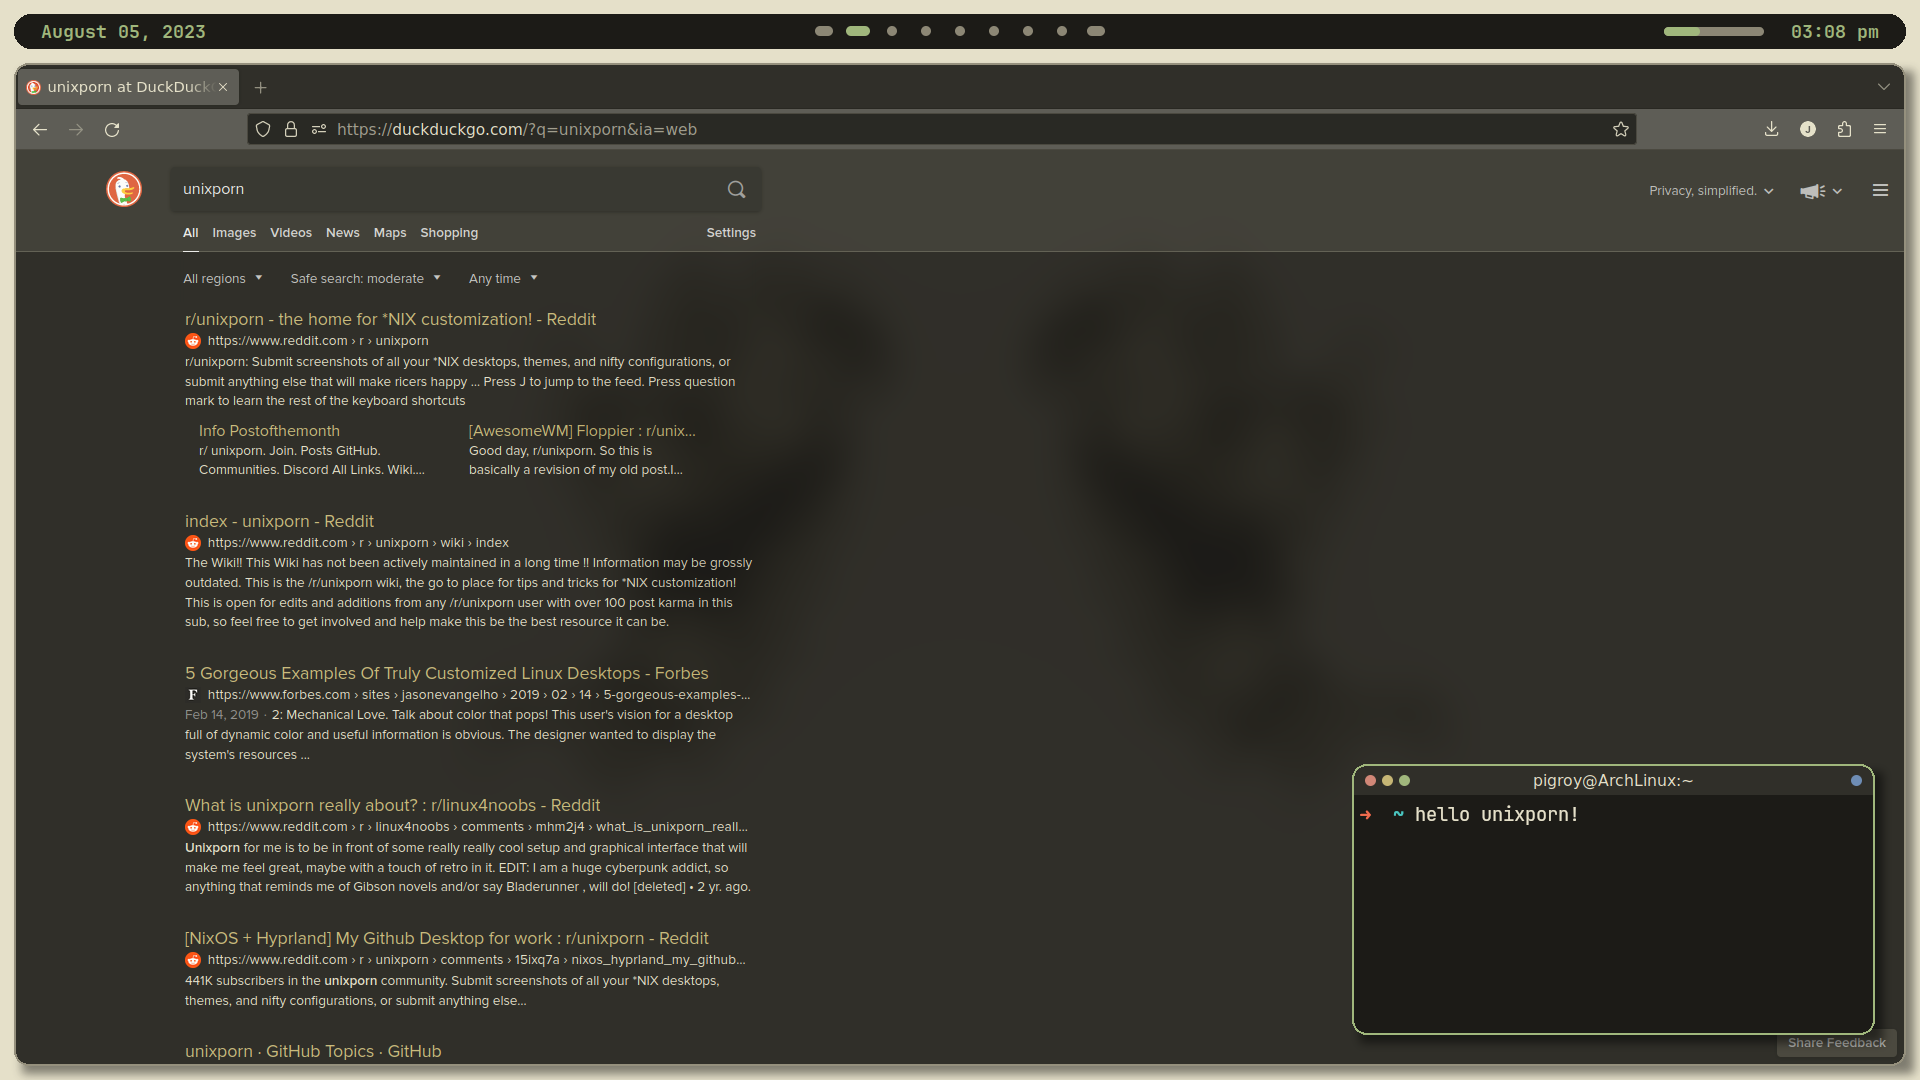 August 05, 2023
03:08 pm
unixporn at DuckDuck
https://duckduckgo.com/?q=unixporn&ia=web
J
unixporn
Privacy, simplified.
All Images Videos News Maps Shopping Settings
All regions Safe search: moderate Any time
r/unixporn - the home for *NIX customization! - Reddit
https://www.reddit.com › r › unixporn
r/unixporn: Submit screenshots of all your *NIX desktops, themes, and nifty configurations, or
submit anything else that will make ricers happy ... Press J to jump to the feed. Press question
mark to learn the rest of the keyboard shortcuts
Info Postofthemonth
r/ unixporn. Join. Posts GitHub.
Communities. Discord All Links. Wiki....
[AwesomeWM] Floppier : r/unix...
Good day, r/unixporn. So this is
basically a revision of my old post.I...
index - unixporn - Reddit
https://www.reddit.com › r › unixporn › wiki › index
The Wiki!! This Wiki has not been actively maintained in a long time !! Information may be grossly
outdated. This is the /r/unixporn wiki, the go to place for tips and tricks for *NIX customization!
This is open for edits and additions from any /r/unixporn user with over 100 post karma in this
sub, so feel free to get involved and help make this be the best resource it can be.
5 Gorgeous Examples Of Truly Customized Linux Desktops - Forbes
F https://www.forbes.com › sites › jasonevangelho › 2019 › 02 › 14 › 5-gorgeous-examples-...
Feb 14, 2019 · 2: Mechanical Love. Talk about color that pops! This user's vision for a desktop
full of dynamic color and useful information is obvious. The designer wanted to display the
system's resources ...
What is unixporn really about? : r/linux4noobs - Reddit
https://www.reddit.com › r › linux4noobs › comments › mhm2j4 › what_is_unixporn_reall...
Unixporn for me is to be in front of some really really cool setup and graphical interface that will
make me feel great, maybe with a touch of retro in it. EDIT: I am a huge cyberpunk addict, so
anything that reminds me of Gibson novels and/or say Bladerunner , will do! [deleted] • 2 yr. ago.
[NixOS + Hyprland] My Github Desktop for work : r/unixporn - Reddit
https://www.reddit.com › r › unixporn › comments › 15ixq7a › nixos_hyprland_my_github...
441K subscribers in the unixporn community. Submit screenshots of all your *NIX desktops,
themes, and nifty configurations, or submit anything else...
unixporn · GitHub Topics · GitHub
pigroy@ArchLinux:~
➜ ~ hello unixporn!
Share Feedback